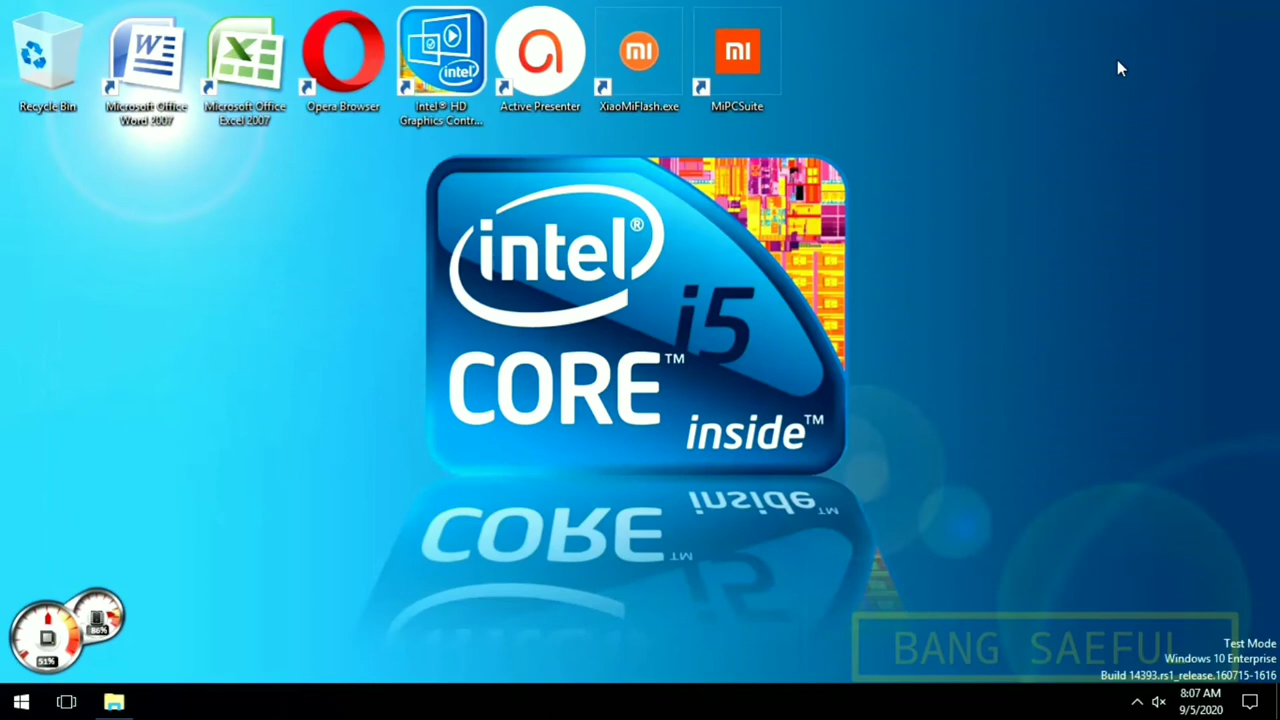 Recycle Bin
Microsoft Office
Word 2007
Microsoft Office
Excel 2007
Opera Browser
intel
Intel® HD
Graphics Contr...
Active Presenter
XiaoMiFlash.exe
MiPCSuite
intel®
i5
CORE™
inside™
86%
51%
BANG SAEFUL
Test Mode
Windows 10 Enterprise
Build 14393.rs1_release.160715-1616
8:07 AM
9/5/2020